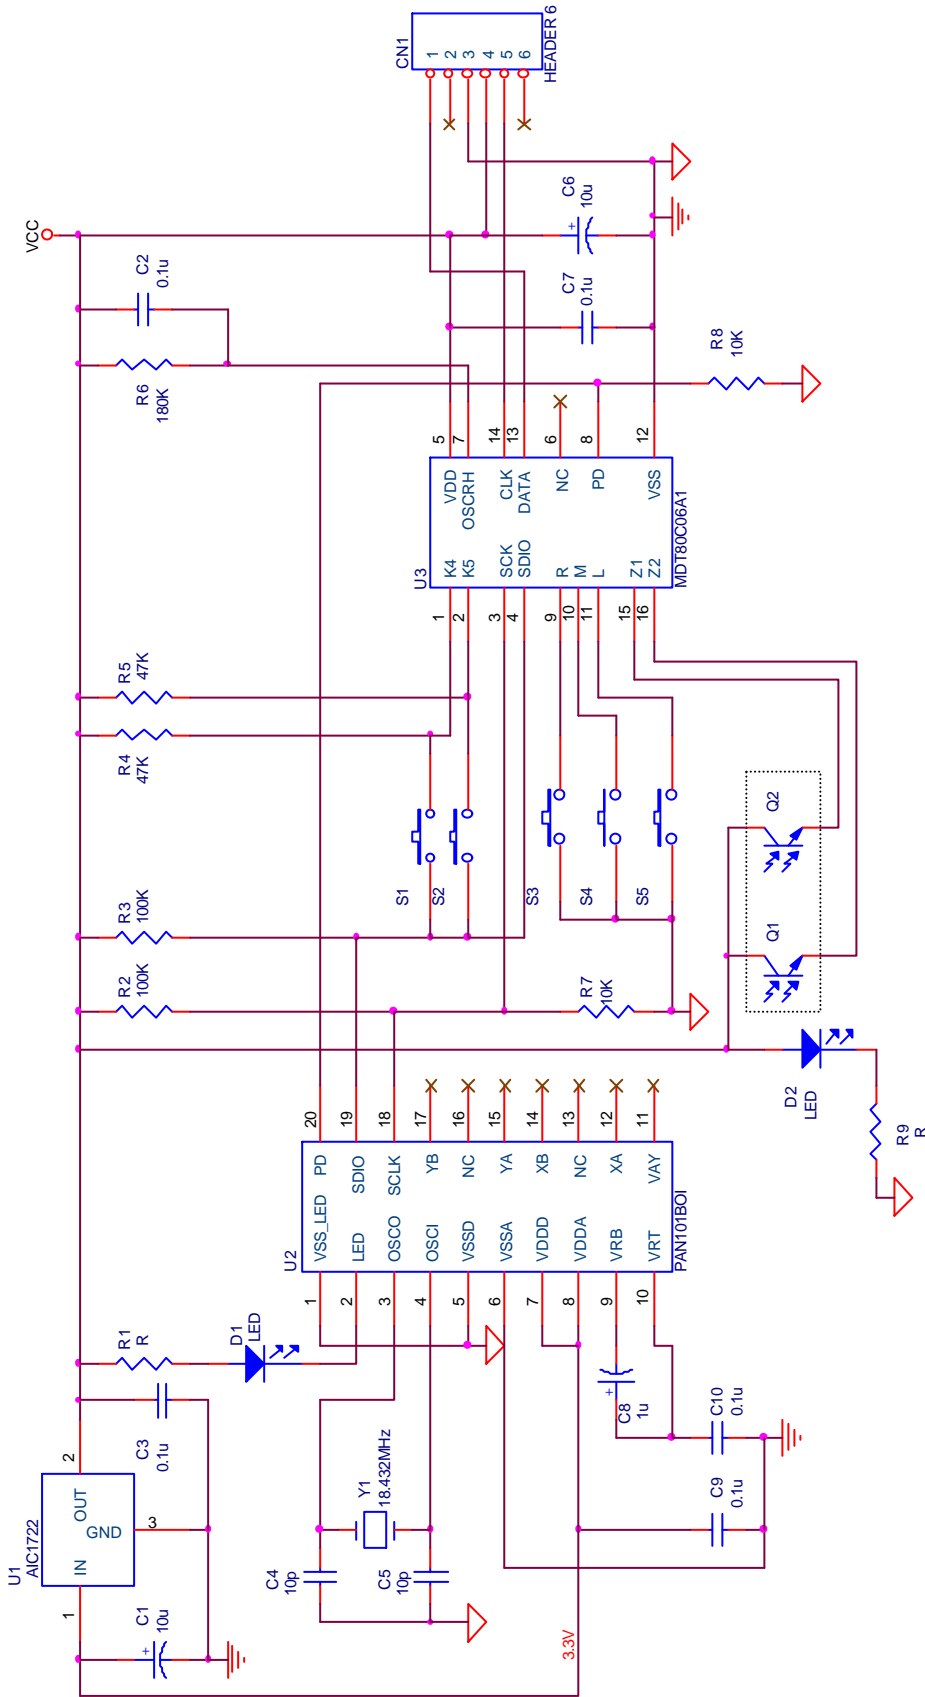 U1
AIC1722
IN
OUT
GND
1
2
3
C1
10u
C3
0.1u
R1
R
D1
LED
R2
100K
R3
100K
R4
47K
R5
47K
R6
180K
C2
0.1u
VCC
C4
10p
C5
10p
Y1
18.432MHz
U2
1
2
3
4
5
6
7
8
9
10
VSS_LED
LED
OSCO
OSCI
VSSD
VSSA
VDDD
VDDA
VRB
VRT
PD
SDIO
SCLK
YB
NC
YA
XB
NC
XA
VAY
20
19
18
17
16
15
14
13
12
11
PAN101BOI
S1
S2
S3
S4
S5
R7
10K
U3
1
2
3
4
9
10
11
15
16
K4
K5
SCK
SDIO
R
M
L
Z1
Z2
VDD
OSCRH
CLK
DATA
NC
PD
VSS
5
7
14
13
6
8
12
MDT80C06A1
CN1
1
2
3
4
5
6
HEADER 6
C7
0.1u
C6
10u
R8
10K
C8
1u
+
C9
0.1u
C10
0.1u
3.3V
+
+
Q1
Q2
D2
LED
R9
R